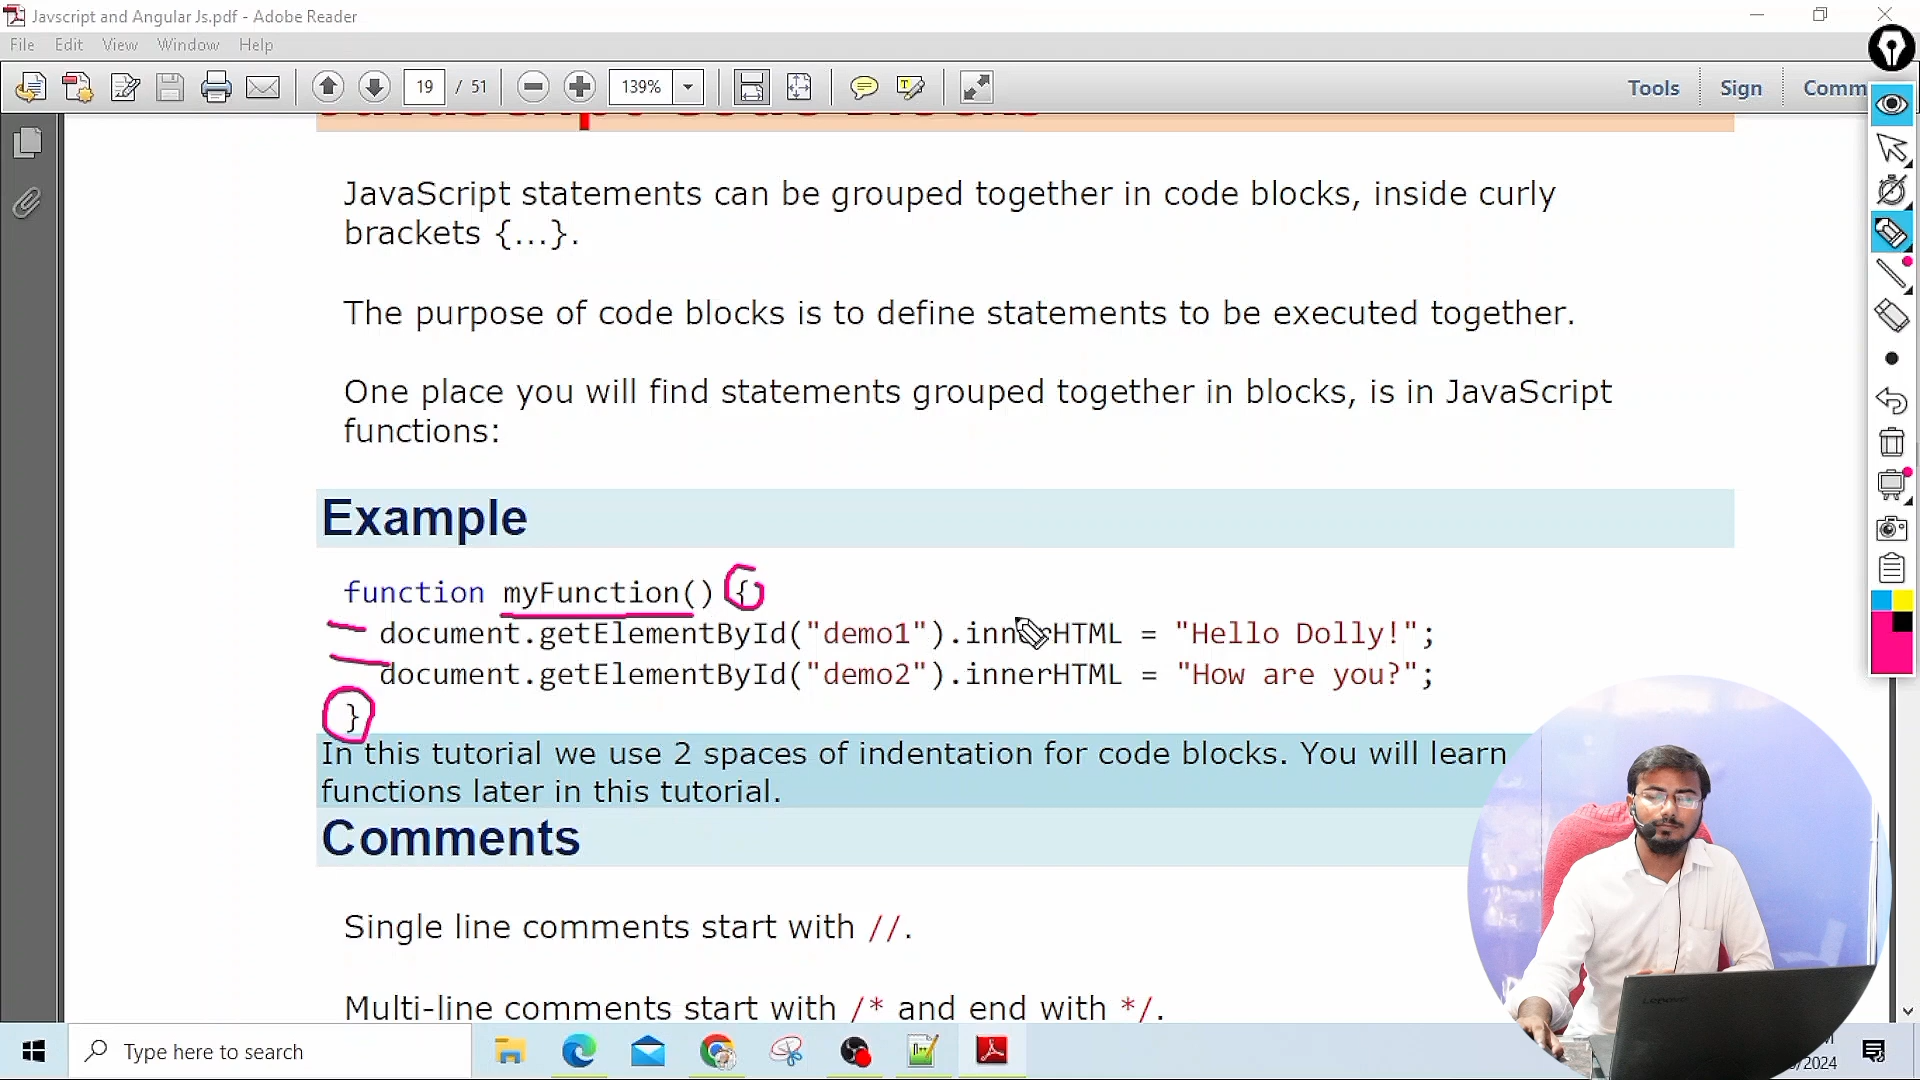 Javscript and Angular Js.pdf - Adobe Reader
File Edit View Window Help
19 / 51 139% Tools Sign Comm
JavaScript Code Blocks
JavaScript statements can be grouped together in code blocks, inside curly
brackets {...}.
The purpose of code blocks is to define statements to be executed together.
One place you will find statements grouped together in blocks, is in JavaScript
functions:
Example
function myFunction() {
document.getElementById("demo1").innerHTML = "Hello Dolly!";
document.getElementById("demo2").innerHTML = "How are you?";
}
In this tutorial we use 2 spaces of indentation for code blocks. You will learn
functions later in this tutorial.
Comments
Single line comments start with //.
Multi-line comments start with /* and end with */.
Lenovo
Type here to search
/2024